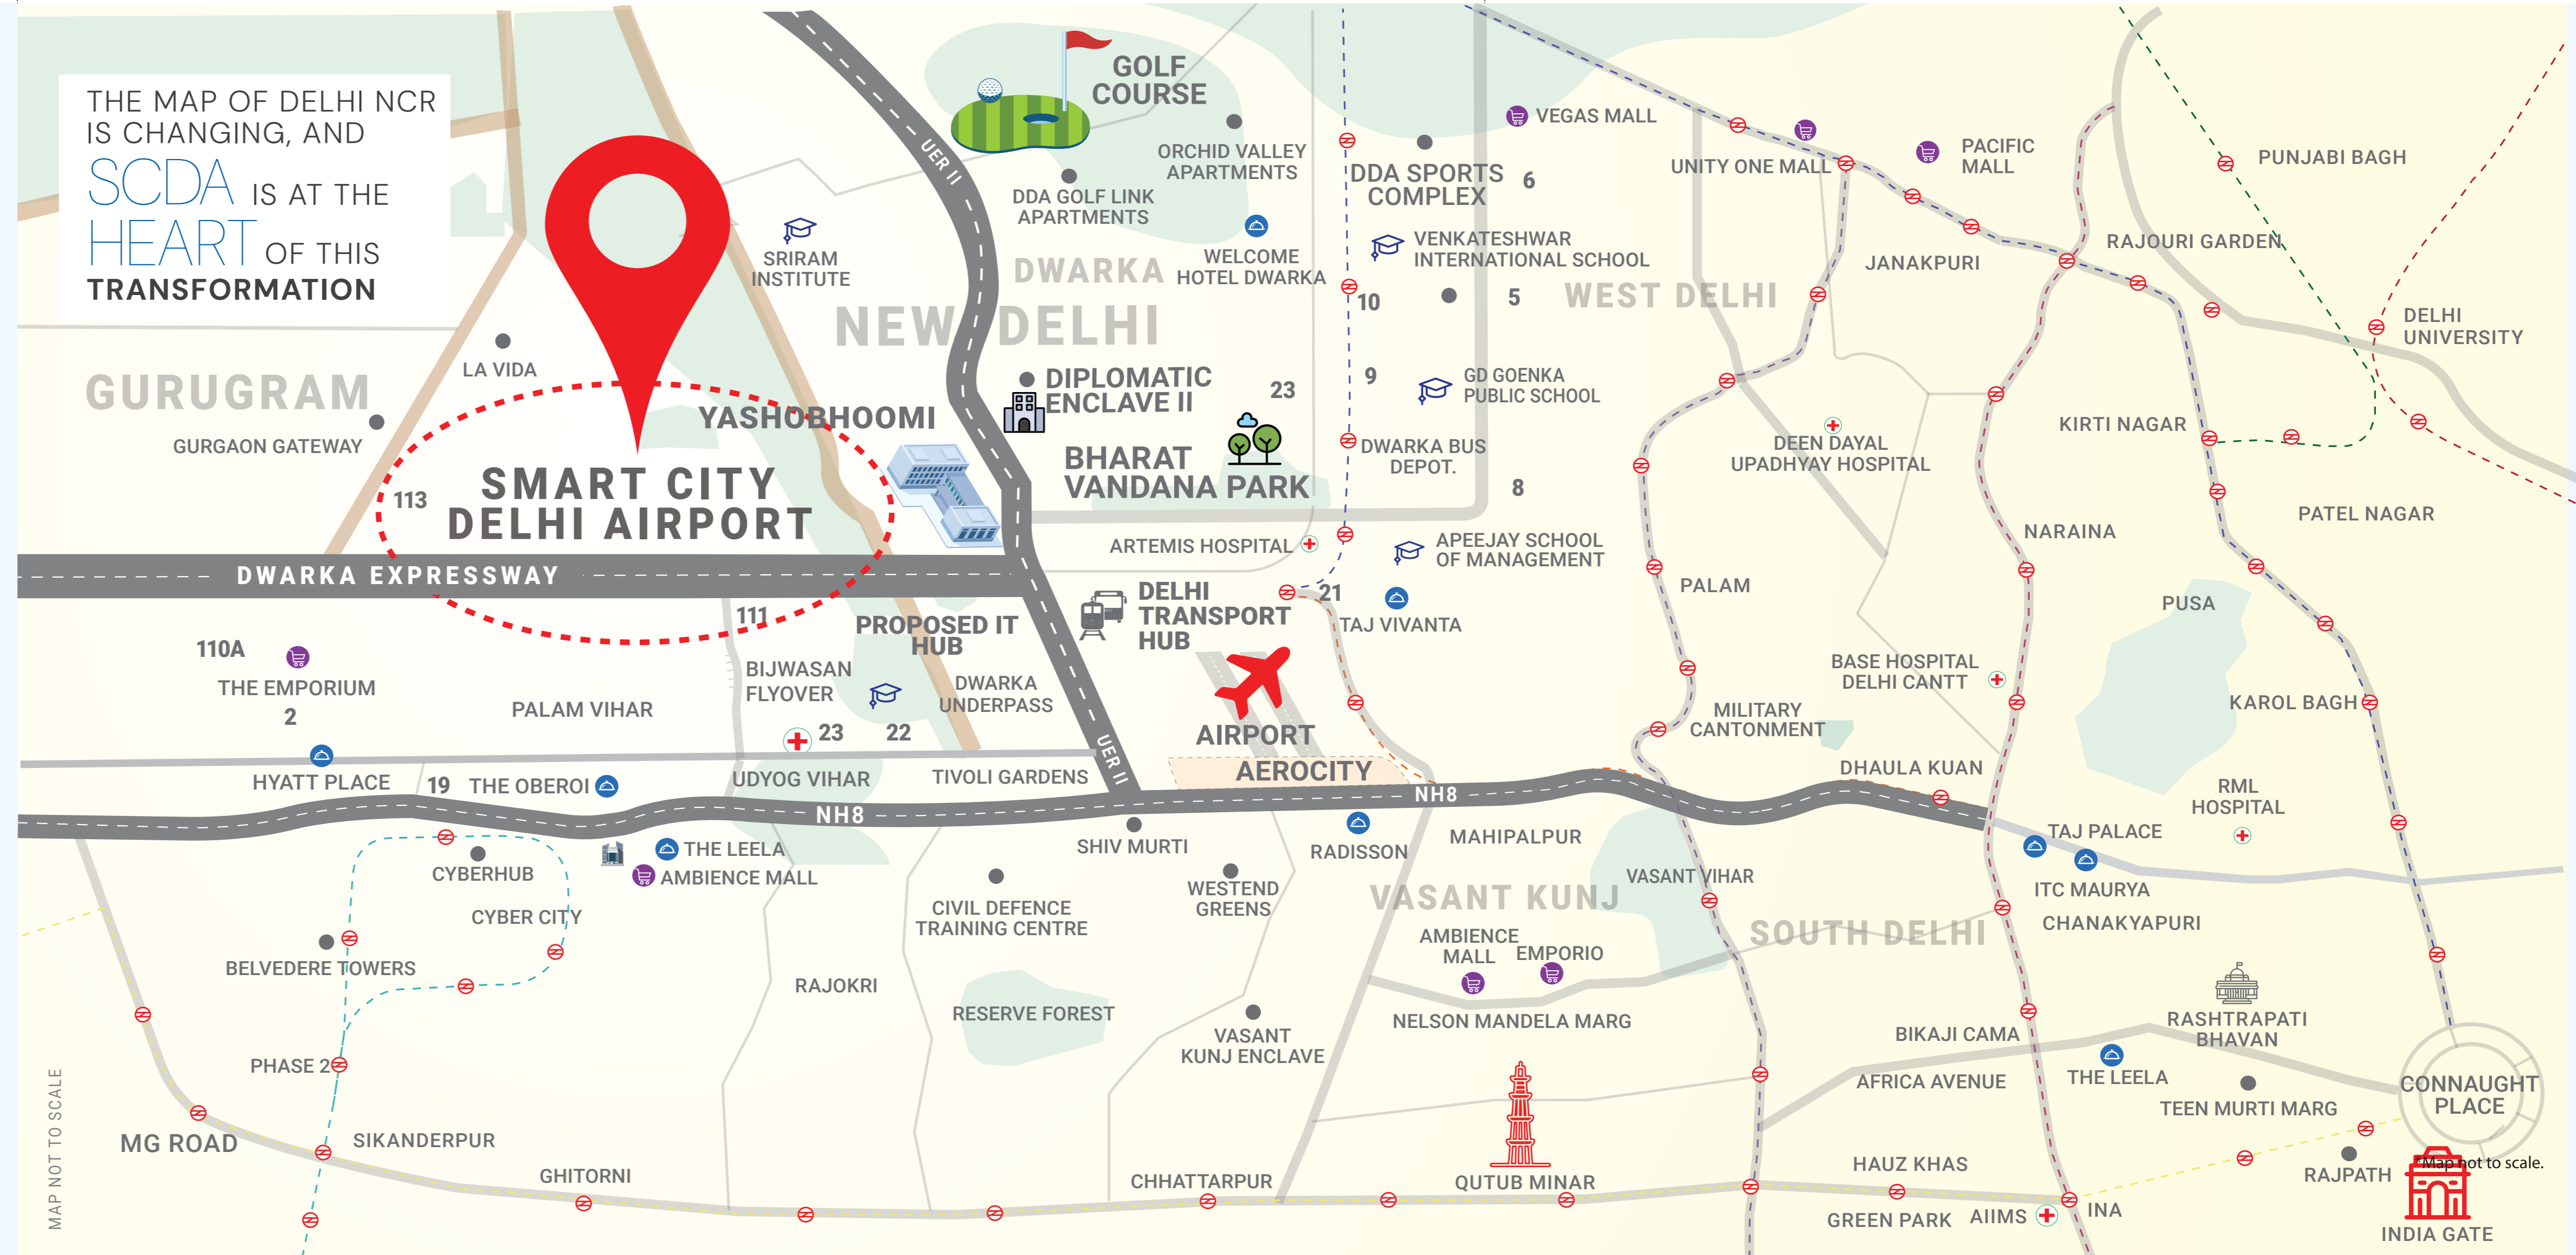 THE MAP OF DELHI NCR
IS CHANGING, AND
SCDA IS AT THE
HEART OF THIS
TRANSFORMATION
GOLF
COURSE
ORCHID VALLEY
APARTMENTS
DDA GOLF LINK
APARTMENTS
UER II
VEGAS MALL
DDA SPORTS
COMPLEX
6
UNITY ONE MALL
PACIFIC
MALL
PUNJABI BAGH
SRIRAM
INSTITUTE
DWARKA
NEW DELHI
WELCOME
HOTEL DWARKA
VENKATESHWAR
INTERNATIONAL SCHOOL
10
5
WEST DELHI
JANAKPURI
RAJOURI GARDEN
DELHI
UNIVERSITY
LA VIDA
GURUGRAM
GURGAON GATEWAY
YASHOBHOOMI
DIPLOMATIC
ENCLAVE II
23
9
GD GOENKA
PUBLIC SCHOOL
KIRTI NAGAR
113
SMART CITY
DELHI AIRPORT
BHARAT
VANDANA PARK
DWARKA BUS
DEPOT.
8
DEEN DAYAL
UPADHYAY HOSPITAL
PATEL NAGAR
NARAINA
ARTEMIS HOSPITAL
APEEJAY SCHOOL
OF MANAGEMENT
DWARKA EXPRESSWAY
DELHI
TRANSPORT
HUB
21
TAJ VIVANTA
PALAM
PUSA
111
PROPOSED IT
HUB
110A
THE EMPORIUM
2
PALAM VIHAR
BIJWASAN
FLYOVER
DWARKA
UNDERPASS
23
22
AIRPORT
AEROCITY
BASE HOSPITAL
DELHI CANTT
MILITARY
CANTONMENT
KAROL BAGH
UER II
HYATT PLACE
19
THE OBEROI
UDYOG VIHAR
TIVOLI GARDENS
NH8
NH8
DHAULA KUAN
RML
HOSPITAL
CYBERHUB
THE LEELA
AMBIENCE MALL
SHIV MURTI
RADISSON
MAHIPALPUR
TAJ PALACE
ITC MAURYA
CYBER CITY
CIVIL DEFENCE
TRAINING CENTRE
WESTEND
GREENS
VASANT KUNJ
VASANT VIHAR
SOUTH DELHI
CHANAKYAPURI
BELVEDERE TOWERS
RAJOKRI
RESERVE FOREST
AMBIENCE
MALL
EMPORIO
NELSON MANDELA MARG
VASANT
KUNJ ENCLAVE
BIKAJI CAMA
RASHTRAPATI
BHAVAN
PHASE 2
AFRICA AVENUE
THE LEELA
TEEN MURTI MARG
CONNAUGHT
PLACE
MAP NOT TO SCALE
MG ROAD
SIKANDERPUR
GHITORNI
CHHATTARPUR
QUTUB MINAR
HAUZ KHAS
GREEN PARK
AIIMS
INA
RAJPATH
*Map not to scale.
INDIA GATE